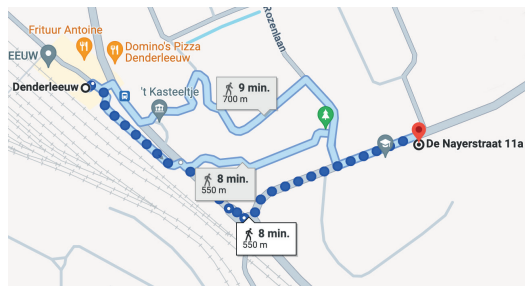 Frituur Antoine
Domino's Pizza
Denderleeuw
EEUW
Denderleeuw
't Kasteeltje
Rozenlaan
9 min.
700 m
De Nayerstraat 11a
8 min.
550 m
8 min.
550 m